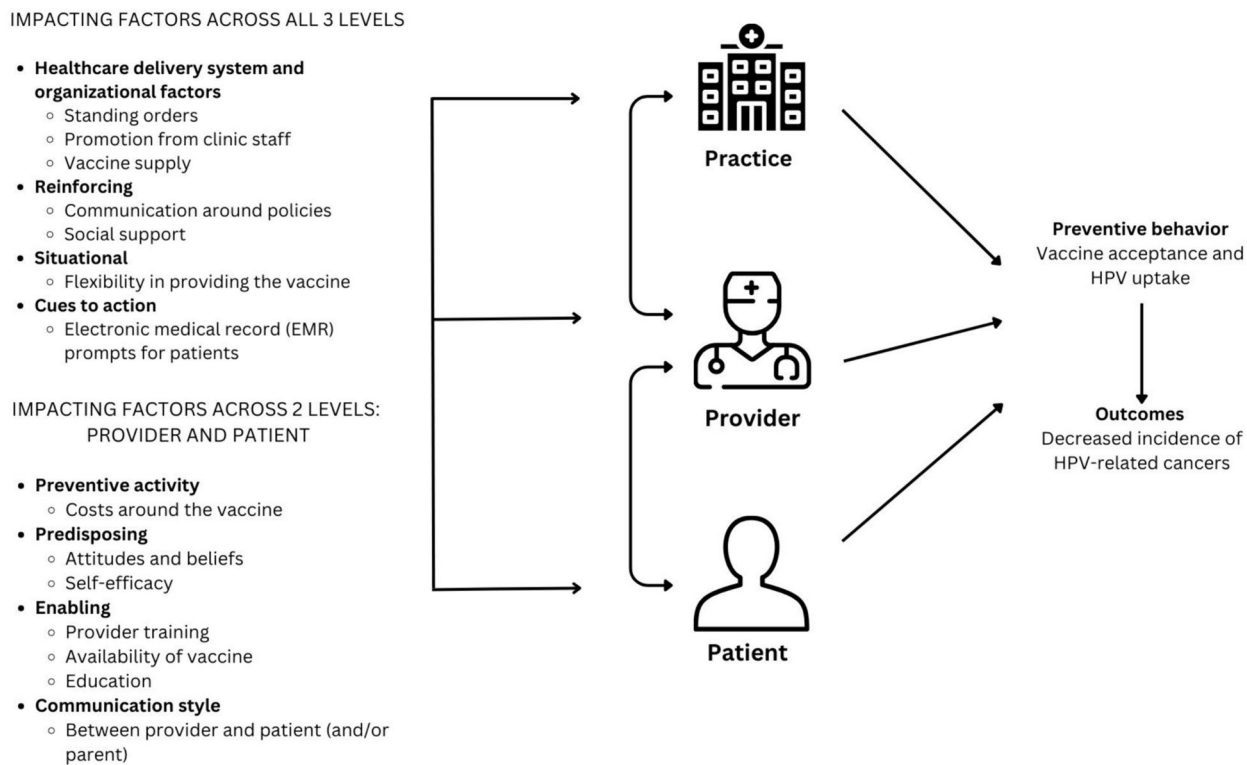 IMPACTING FACTORS ACROSS ALL 3 LEVELS
• Healthcare delivery system and
organizational factors
◦ Standing orders
◦ Promotion from clinic staff
◦ Vaccine supply
• Reinforcing
◦ Communication around policies
◦ Social support
• Situational
◦ Flexibility in providing the vaccine
• Cues to action
◦ Electronic medical record (EMR)
prompts for patients
IMPACTING FACTORS ACROSS 2 LEVELS:
PROVIDER AND PATIENT
• Preventive activity
◦ Costs around the vaccine
• Predisposing
◦ Attitudes and beliefs
◦ Self-efficacy
• Enabling
◦ Provider training
◦ Availability of vaccine
◦ Education
• Communication style
◦ Between provider and patient (and/or
parent)
Practice
Provider
Patient
Preventive behavior
Vaccine acceptance and
HPV uptake
Outcomes
Decreased incidence of
HPV-related cancers